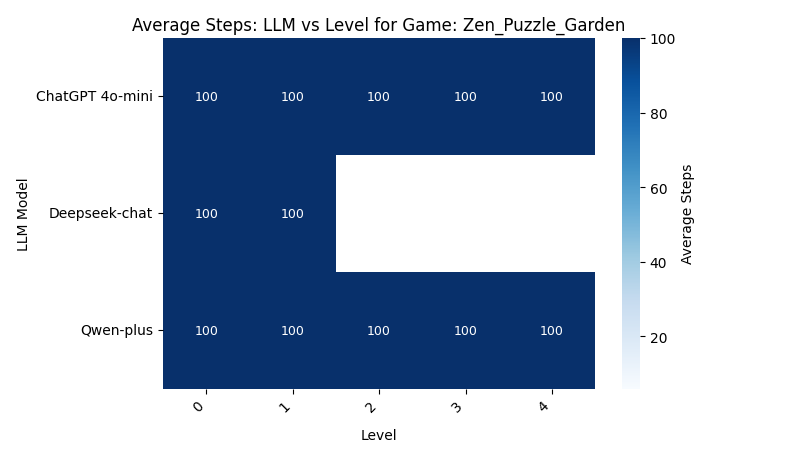 Average Steps: LLM vs Level for Game: Zen_Puzzle_Garden
LLM Model
ChatGPT 4o-mini 100 100 100 100 100
Deepseek-chat 100 100
Qwen-plus 100 100 100 100 100
0 1 2 3 4
Level
100
80
60
40
20
Average Steps